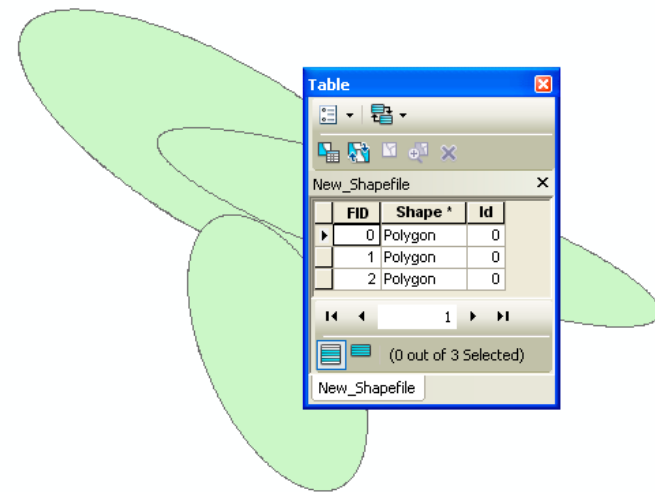 Table
New_Shapefile
FID Shape * Id
0 Polygon 0
1 Polygon 0
2 Polygon 0
1
(0 out of 3 Selected)
New_Shapefile